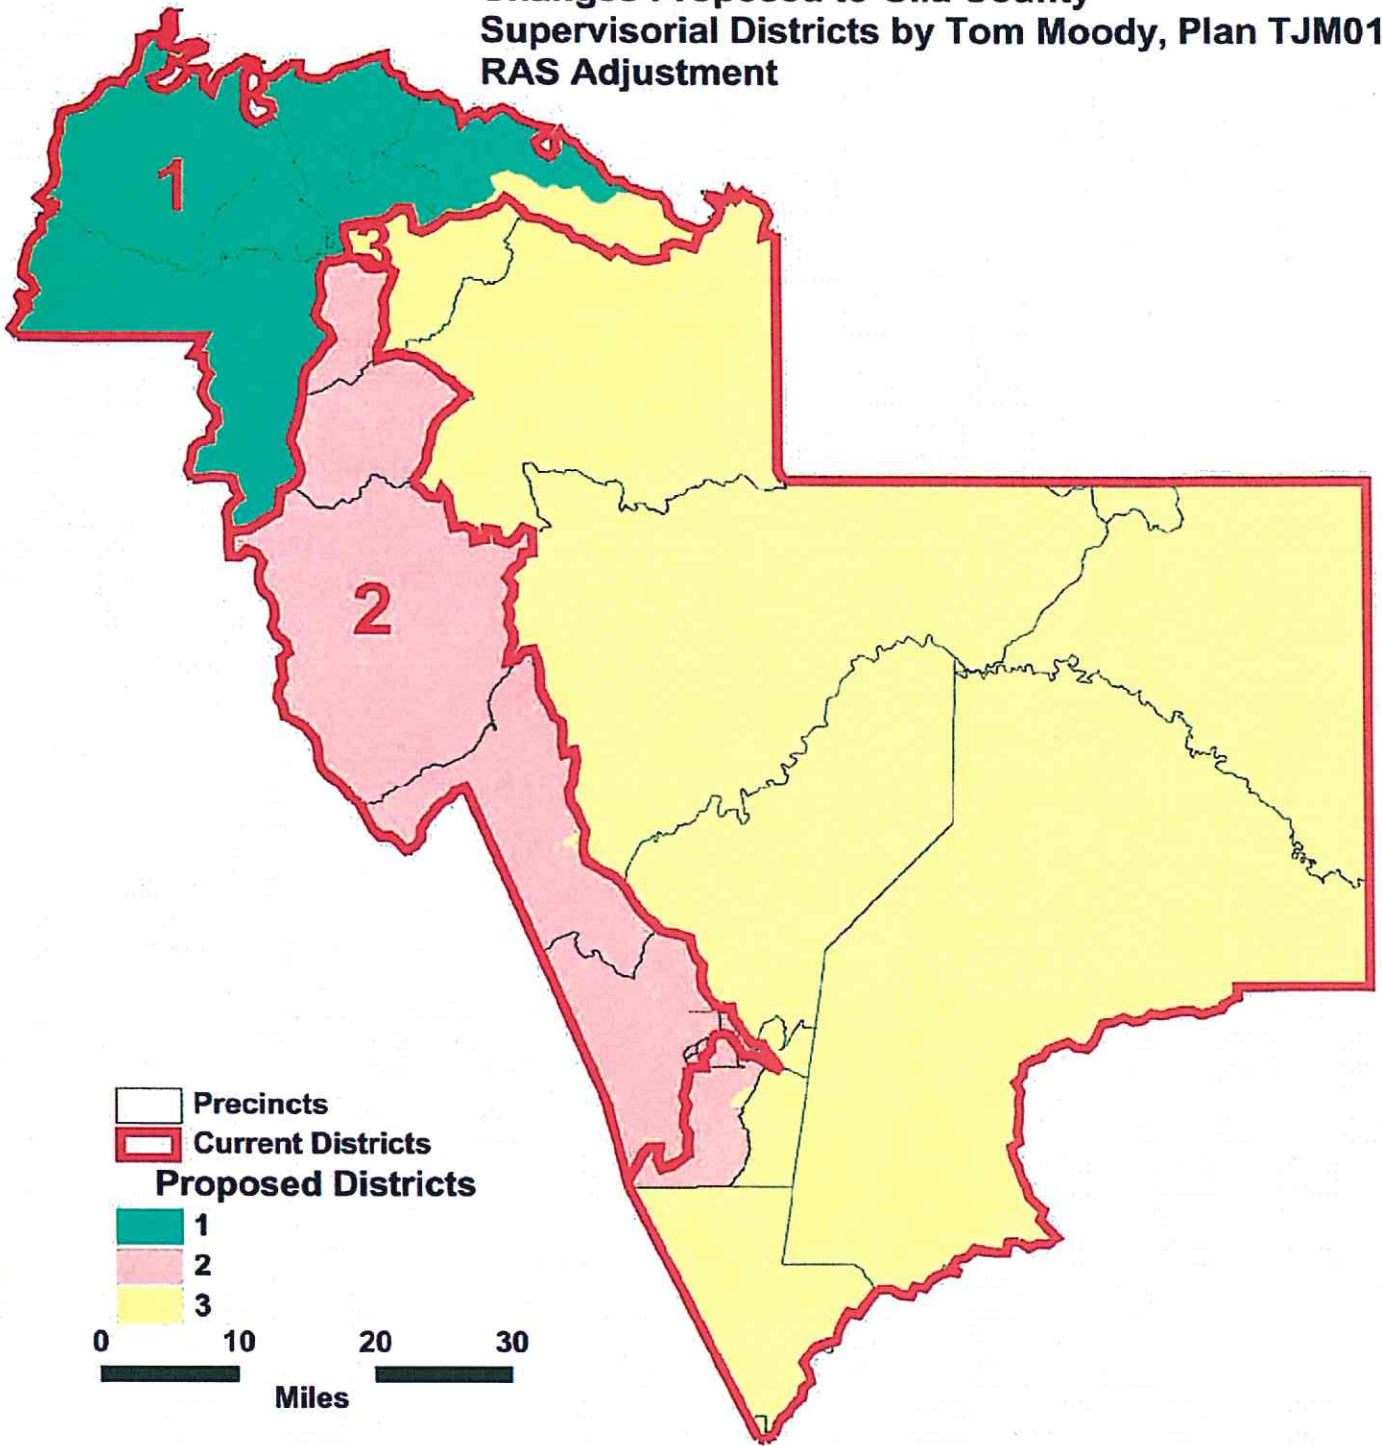 Supervisorial Districts by Tom Moody, Plan TJM01
RAS Adjustment
1
3
2
Precincts
Current Districts
Proposed Districts
1
2
3
0 10 20 30
Miles